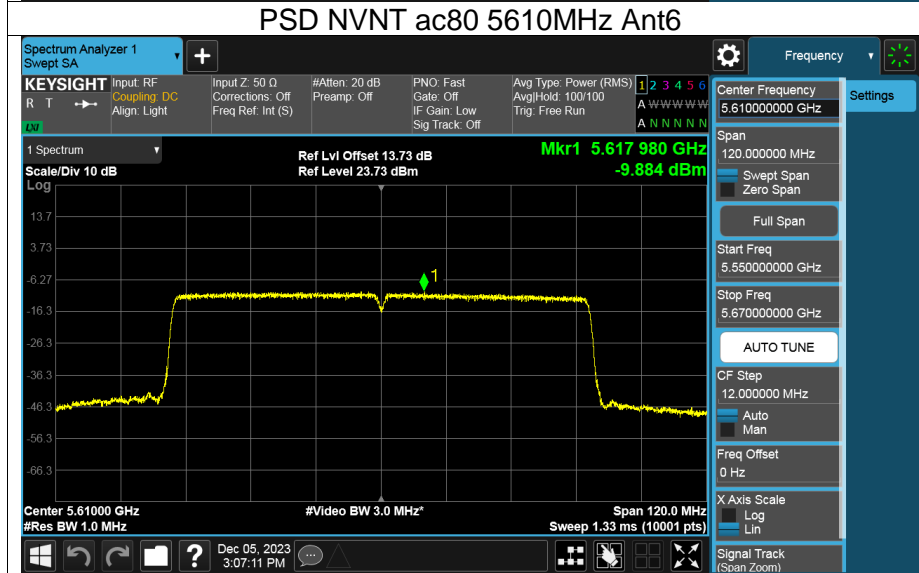 PSD NVNT ac80 5610MHz Ant6
Spectrum Analyzer 1
Swept SA
+
Frequency
KEYSIGHT
R T
LXI
Input: RF
Coupling: DC
Align: Light
Input Z: 50 Ω
Corrections: Off
Freq Ref: Int (S)
#Atten: 20 dB
Preamp: Off
PNO: Fast
Gate: Off
IF Gain: Low
Sig Track: Off
Avg Type: Power (RMS)
Avg|Hold: 100/100
Trig: Free Run
1 2 3 4 5 6
A W W W W W
A N N N N N
1 Spectrum
Scale/Div 10 dB
Log
Ref Lvl Offset 13.73 dB
Ref Level 23.73 dBm
Mkr1 5.617 980 GHz
-9.884 dBm
13.7
3.73
-6.27
-16.3
-26.3
-36.3
-46.3
-56.3
-66.3
1
Center 5.61000 GHz
#Res BW 1.0 MHz
#Video BW 3.0 MHz*
Span 120.0 MHz
Sweep 1.33 ms (10001 pts)
?
Dec 05, 2023
3:07:11 PM
Center Frequency
5.610000000 GHz
Settings
Span
120.000000 MHz
Swept Span
Zero Span
Full Span
Start Freq
5.550000000 GHz
Stop Freq
5.670000000 GHz
AUTO TUNE
CF Step
12.000000 MHz
Auto
Man
Freq Offset
0 Hz
X Axis Scale
Log
Lin
Signal Track
(Span Zoom)